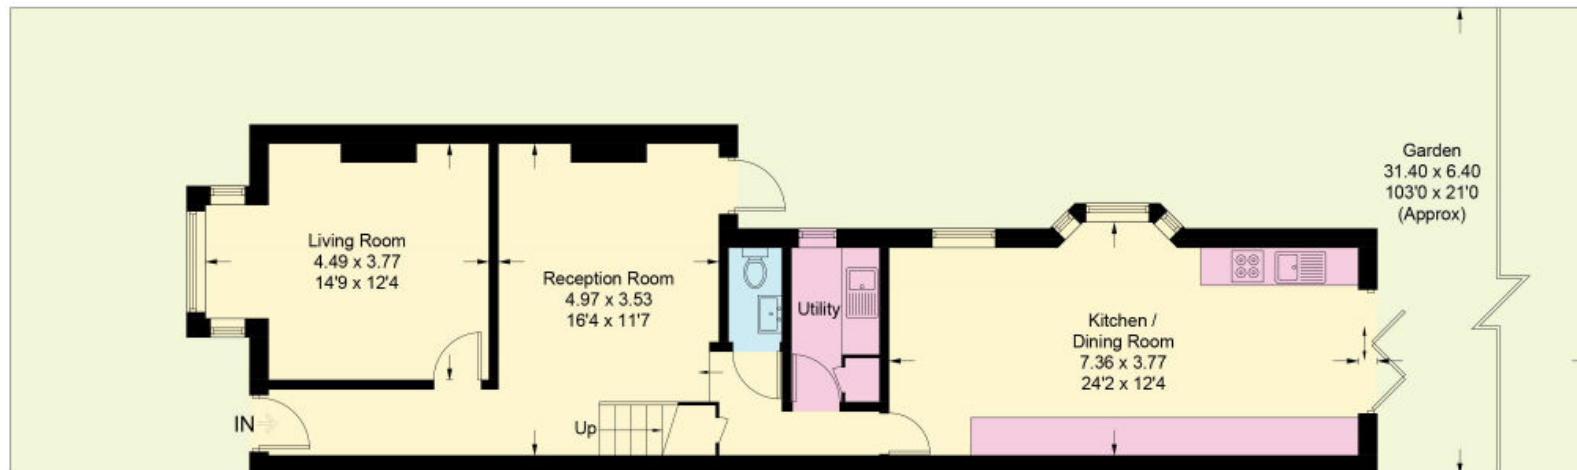 Garden
31.40 x 6.40
103'0 x 21'0
(Approx)
Living Room
4.49 x 3.77
14'9 x 12'4
Reception Room
4.97 x 3.53
16'4 x 11'7
Utility
Kitchen /
Dining Room
7.36 x 3.77
24'2 x 12'4
IN
Up